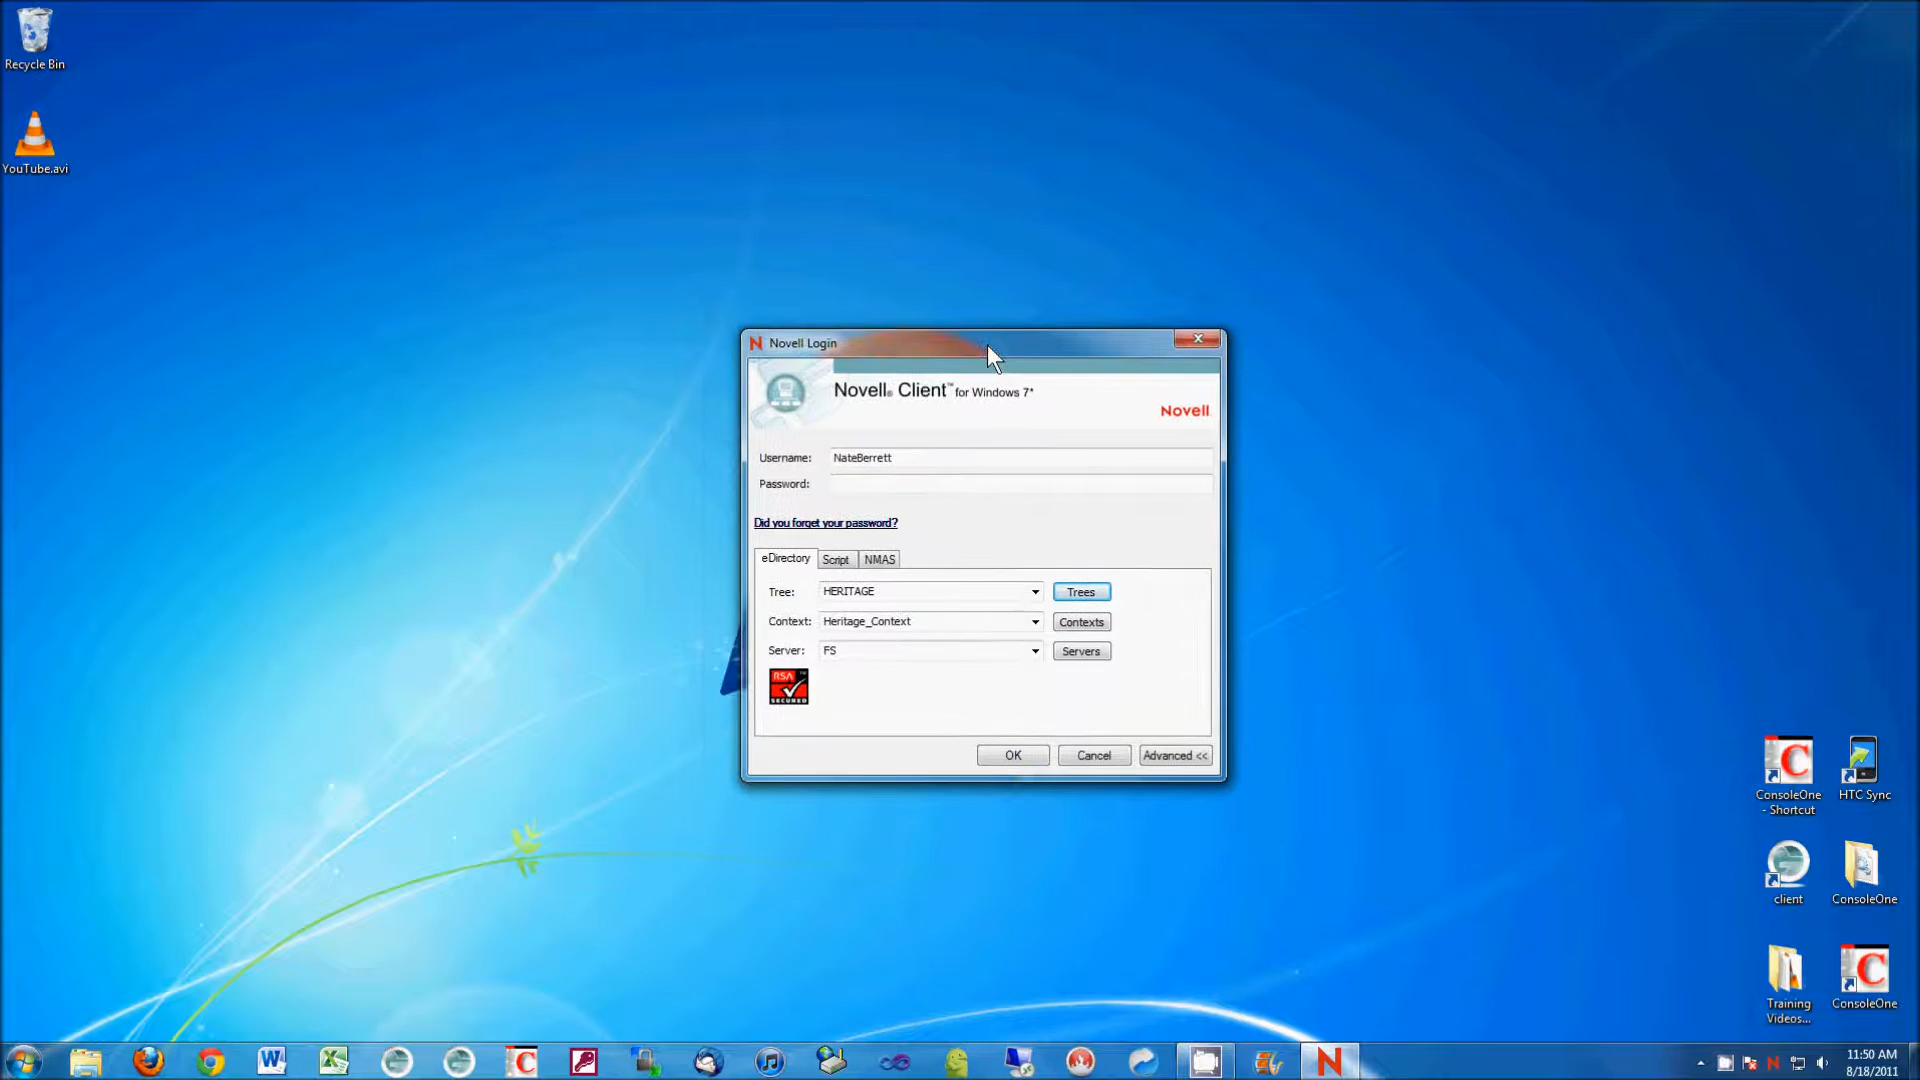 Recycle Bin
YouTube.avi
Novell Login
Novell® Client™ for Windows 7*
Novell
Username: NateBerrett
Password:
Did you forget your password?
eDirectory Script NMAS
Tree: HERITAGE Trees
Context: Heritage_Context Contexts
Server: FS Servers
RSA
SECURED
OK Cancel Advanced <<
ConsoleOne - Shortcut
HTC Sync
client
ConsoleOne
Training Videos...
ConsoleOne
11:50 AM
8/18/2011